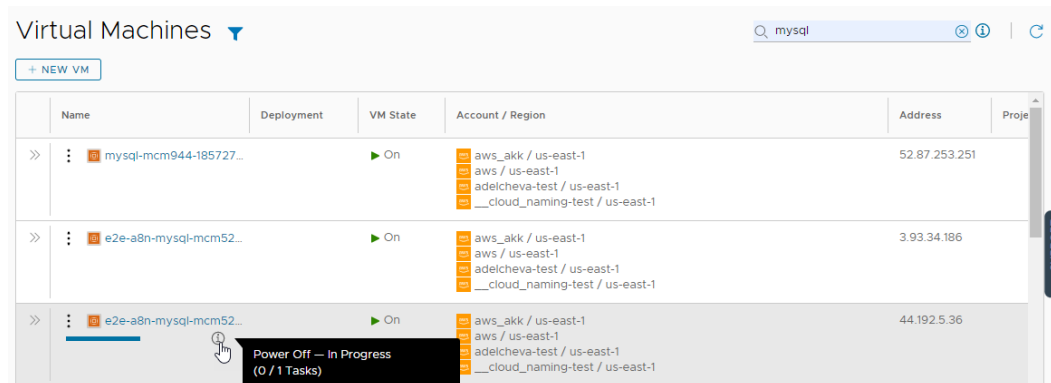 Virtual Machines
mysql
+ NEW VM
Name Deployment VM State Account / Region Address Proje
mysql-mcm944-185727... On aws_akk / us-east-1 52.87.253.251
aws / us-east-1
adelcheva-test / us-east-1
__cloud_naming-test / us-east-1
e2e-a8n-mysql-mcm52... On aws_akk / us-east-1 3.93.34.186
aws / us-east-1
adelcheva-test / us-east-1
__cloud_naming-test / us-east-1
e2e-a8n-mysql-mcm52... On aws_akk / us-east-1 44.192.5.36
aws / us-east-1
Power Off — In Progress adelcheva-test / us-east-1
(0 / 1 Tasks) __cloud_naming-test / us-east-1